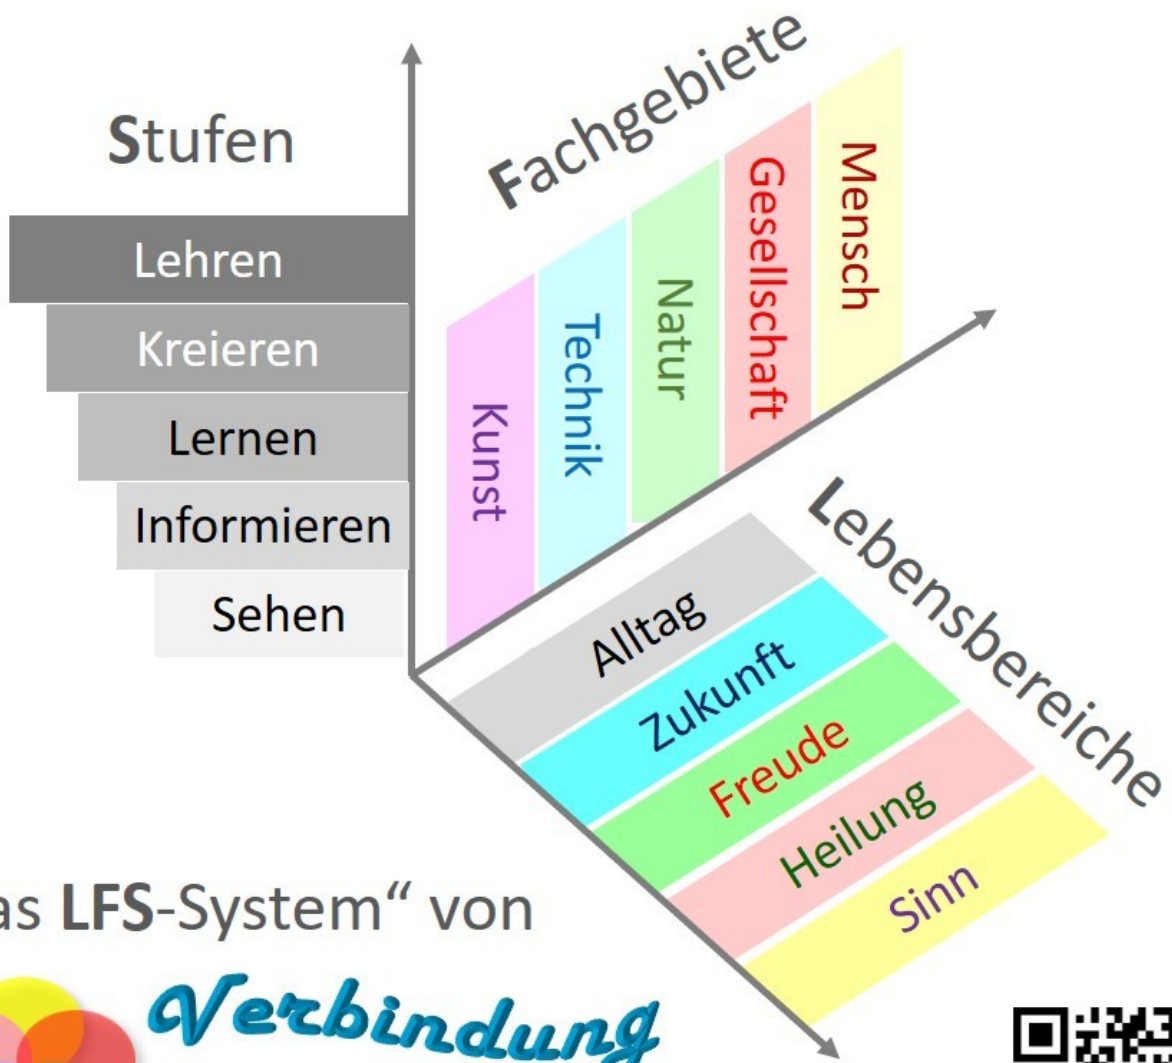 Stufen
Lehren
Kreieren
Lernen
Informieren
Sehen
Fachgebiete
Kunst
Technik
Natur
Gesellschaft
Mensch
Lebensbereiche
Alltag
Zukunft
Freude
Heilung
Sinn
as LFS-System“ von
Verbindung